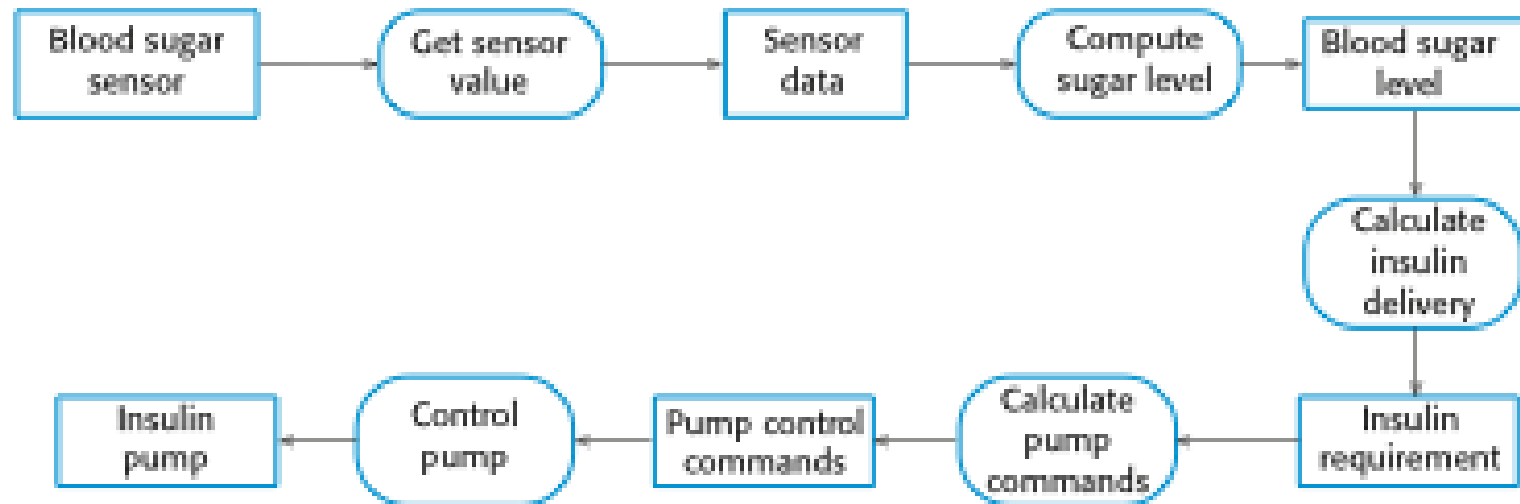 Blood sugar
sensor
Get sensor
value
Sensor
data
Compute
sugar level
Blood sugar
level
Calculate
insulin
delivery
Insulin
requirement
Calculate
pump
commands
Pump control
commands
Control
pump
Insulin
pump